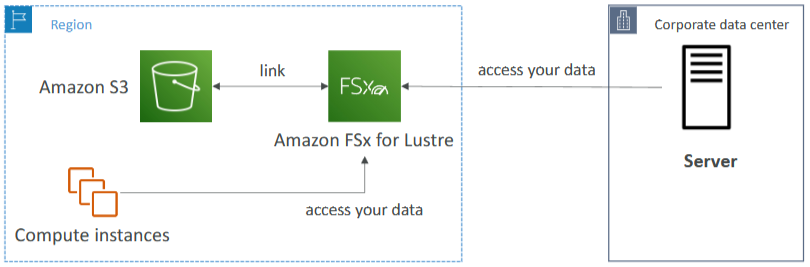 Region
Corporate data center
Amazon S3
link
FSx
access your data
Amazon FSx for Lustre
Server
access your data
Compute instances